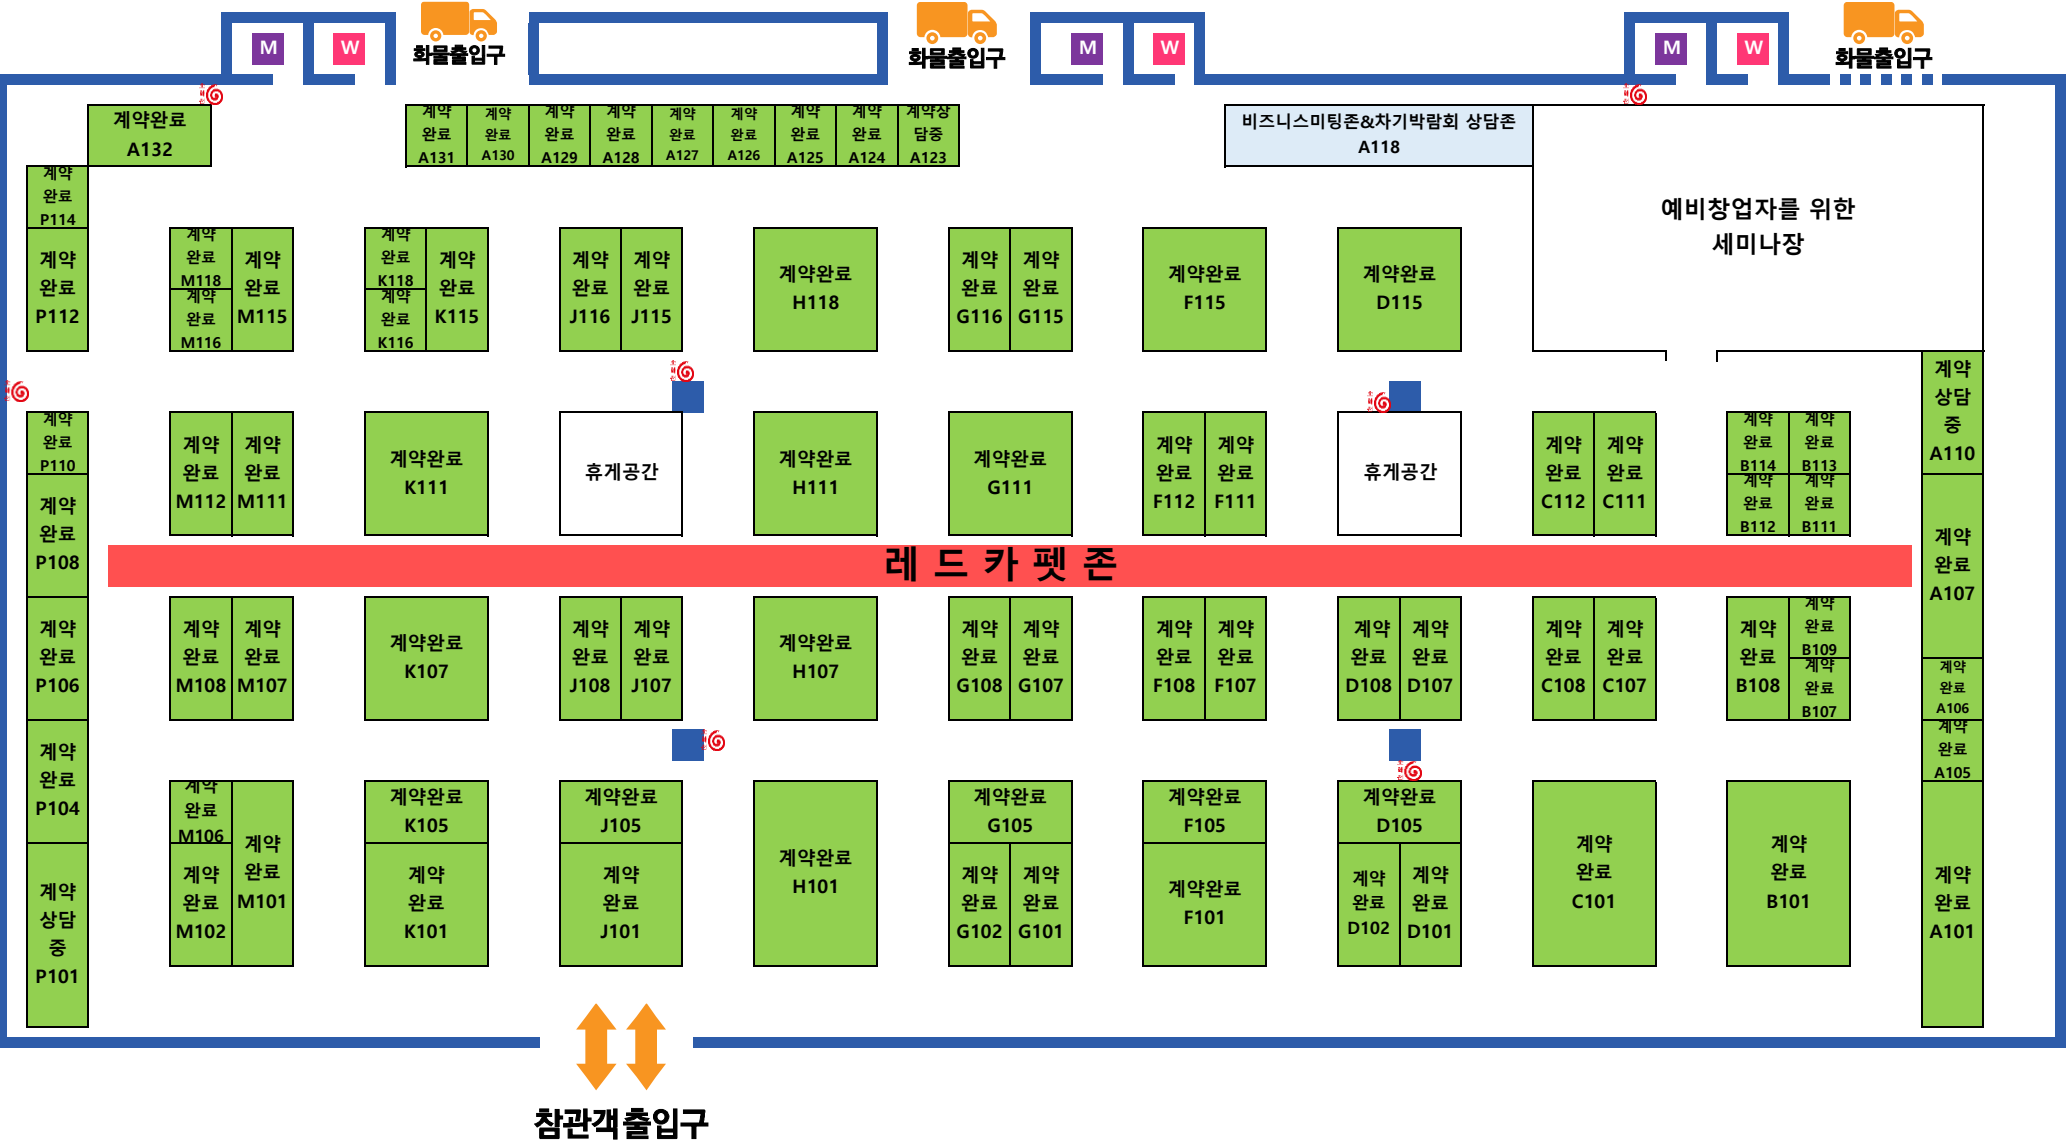 M
W
화물출입구
화물출입구
M
W
M
W
화물출입구
계약완료
A132
계약
완료
A131
계약
완료
A130
계약
완료
A129
계약
완료
A128
계약
완료
A127
계약
완료
A126
계약
완료
A125
계약
완료
A124
계약상
담중
A123
비즈니스미팅존&차기박람회 상담존
A118
예비창업자를 위한
세미나장
계약
완료
P114
계약
완료
P112
계약
완료
M118
계약
완료
M116
계약
완료
M115
계약
완료
K118
계약
완료
K116
계약
완료
K115
계약
완료
J116
계약
완료
J115
계약완료
H118
계약
완료
G116
계약
완료
G115
계약완료
F115
계약완료
D115
계약
상담
중
A110
계약
완료
P110
계약
완료
P108
계약
완료
M112
계약
완료
M111
계약완료
K111
휴게공간
계약완료
H111
계약완료
G111
계약
완료
F112
계약
완료
F111
휴게공간
계약
완료
C112
계약
완료
C111
계약
완료
B114
계약
완료
B113
계약
완료
B112
계약
완료
B111
계약
완료
A107
레 드 카 펫 존
계약
완료
P106
계약
완료
M108
계약
완료
M107
계약완료
K107
계약
완료
J108
계약
완료
J107
계약완료
H107
계약
완료
G108
계약
완료
G107
계약
완료
F108
계약
완료
F107
계약
완료
D108
계약
완료
D107
계약
완료
C108
계약
완료
C107
계약
완료
B108
계약
완료
B109
계약
완료
B107
계약
완료
A106
계약
완료
A105
계약
완료
P104
계약
상담
중
P101
계약
완료
M106
계약
완료
M102
계약
완료
M101
계약완료
K105
계약
완료
K101
계약완료
J105
계약
완료
J101
계약완료
H101
계약완료
G105
계약
완료
G102
계약
완료
G101
계약완료
F105
계약완료
F101
계약완료
D105
계약
완료
D102
계약
완료
D101
계약
완료
C101
계약
완료
B101
계약
완료
A101
참관객 출입구